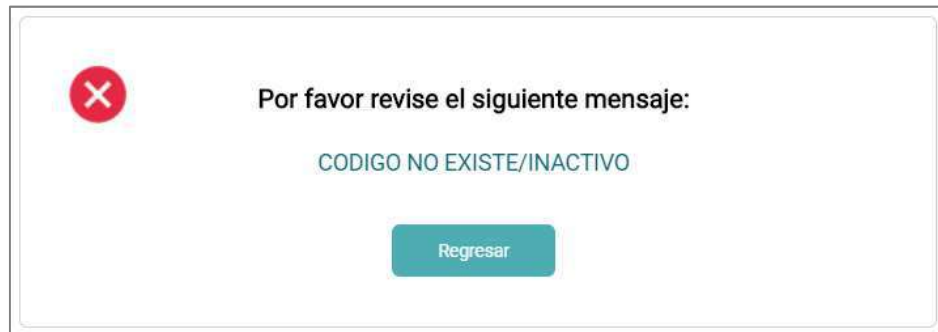 Por favor revise el siguiente mensaje:
CODIGO NO EXISTE/INACTIVO
Regresar